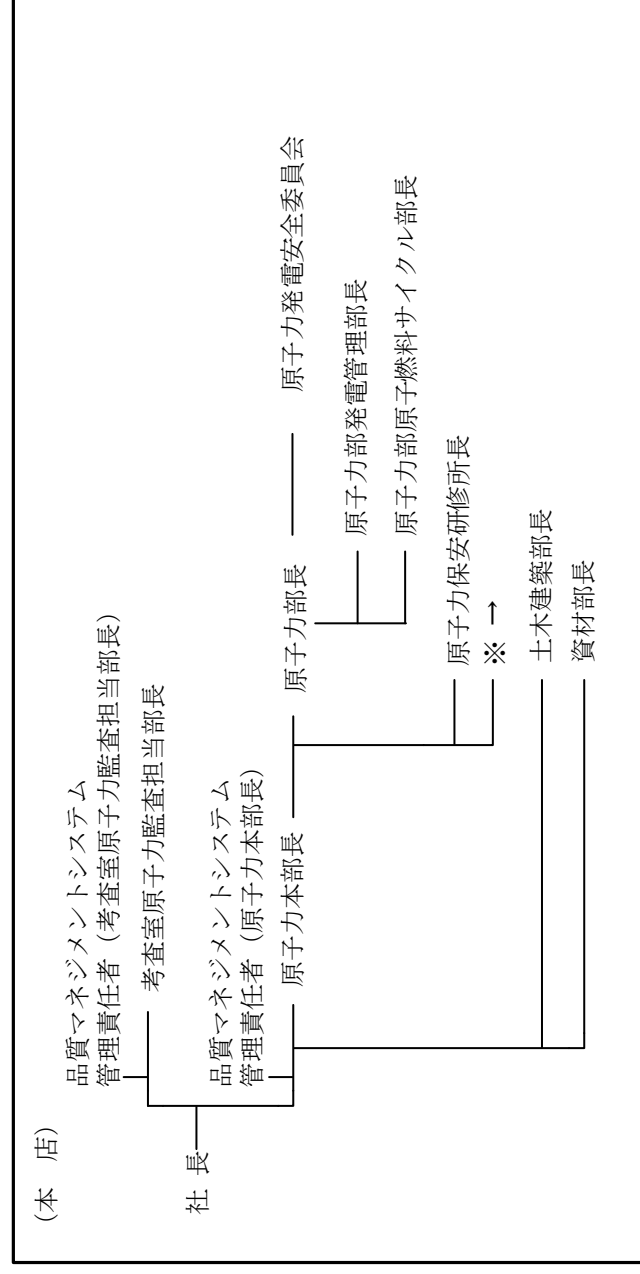 (本　店)
品質マネジメントシステム
管理責任者（考査室原子力監査担当部長）
考査室原子力監査担当部長
社 長
品質マネジメントシステム
管理責任者（原子力本部長）
原子力本部長
原子力部長
原子力発電安全委員会
原子力部発電管理部長
原子力部原子燃料サイクル部長
原子力保安研修所長
※ →
土木建築部長
資材部長